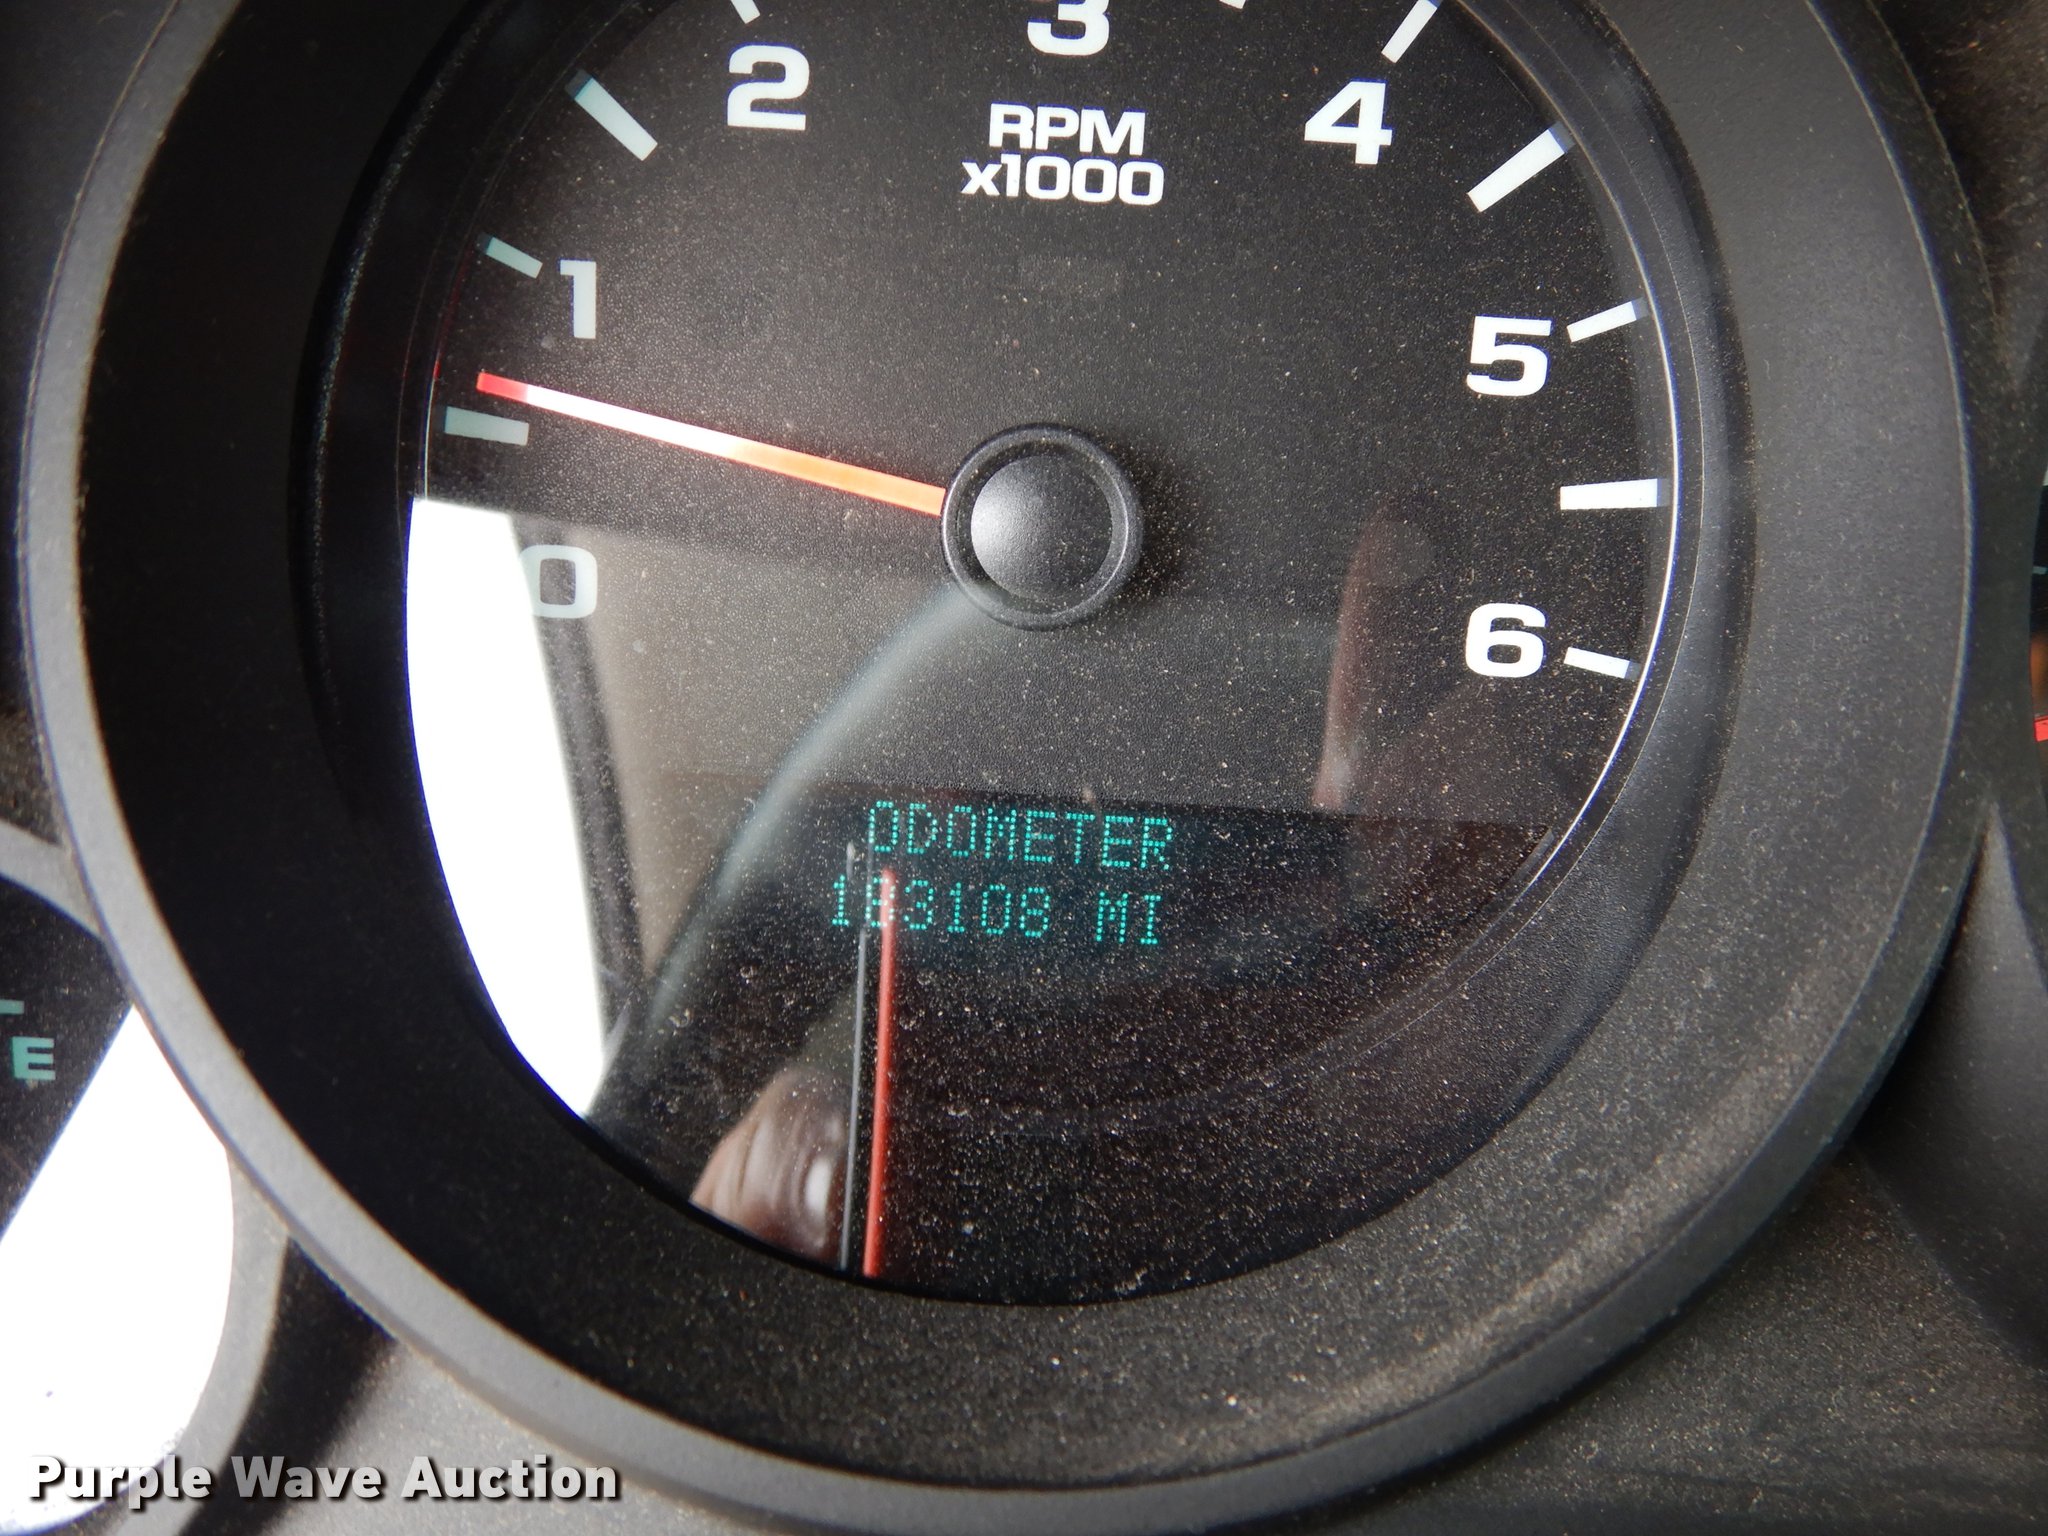 3
2
4
RPM
x1000
1
5
0
6
ODOMETER
183108 MI
E
Purple Wave Auction